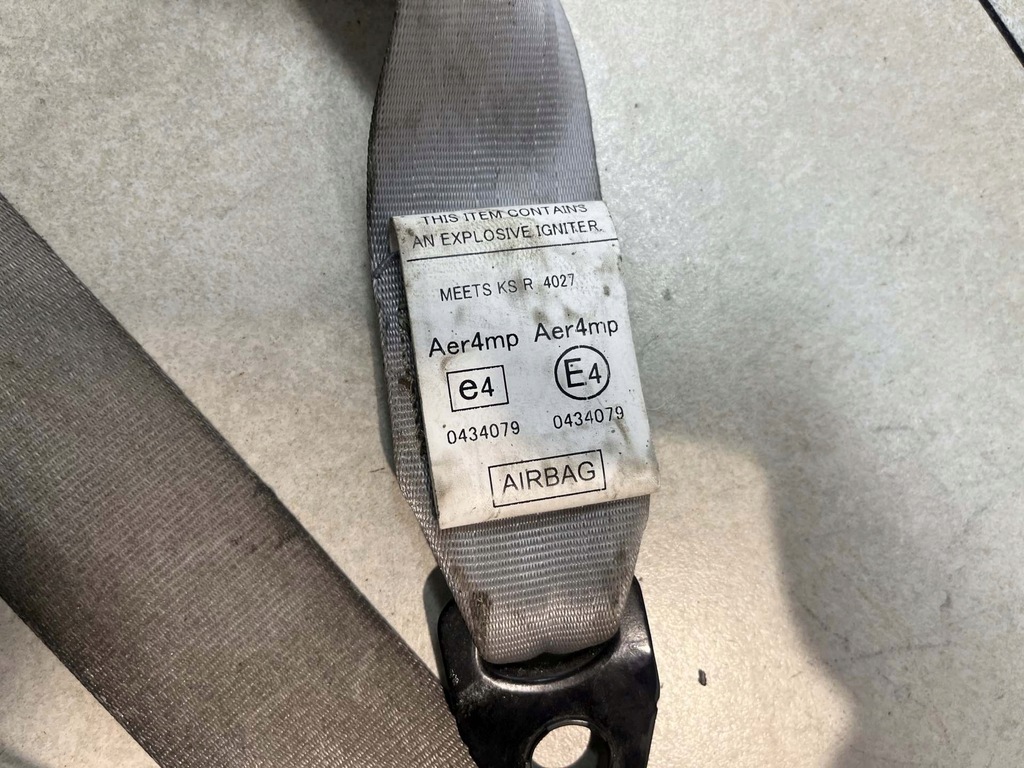 THIS ITEM CONTAINS
AN EXPLOSIVE IGNITER.
MEETS KS R 4027
Aer4mp Aer4mp
e4 E4
0434079 0434079
AIRBAG